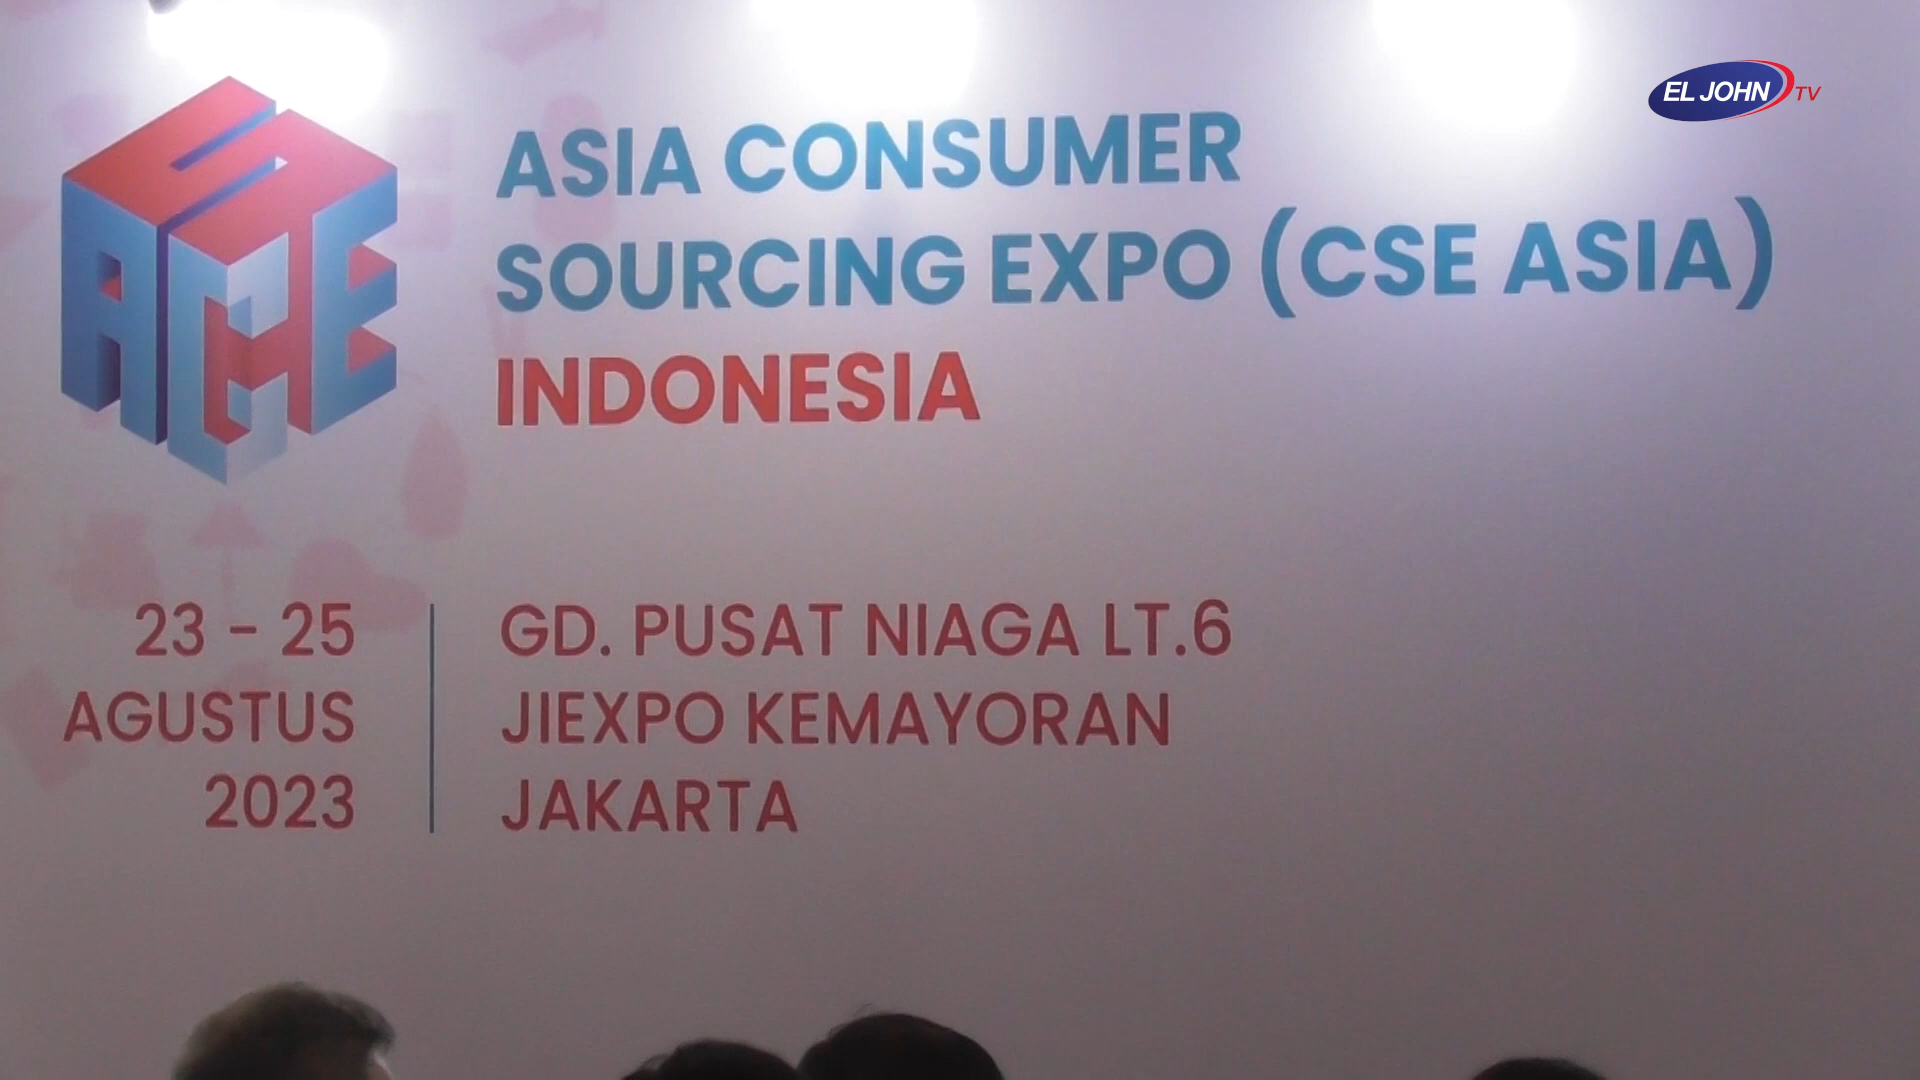 EL JOHN TV
ASIA CONSUMER
SOURCING EXPO (CSE ASIA)
INDONESIA
23 - 25
AGUSTUS
2023
GD. PUSAT NIAGA LT.6
JIEXPO KEMAYORAN
JAKARTA